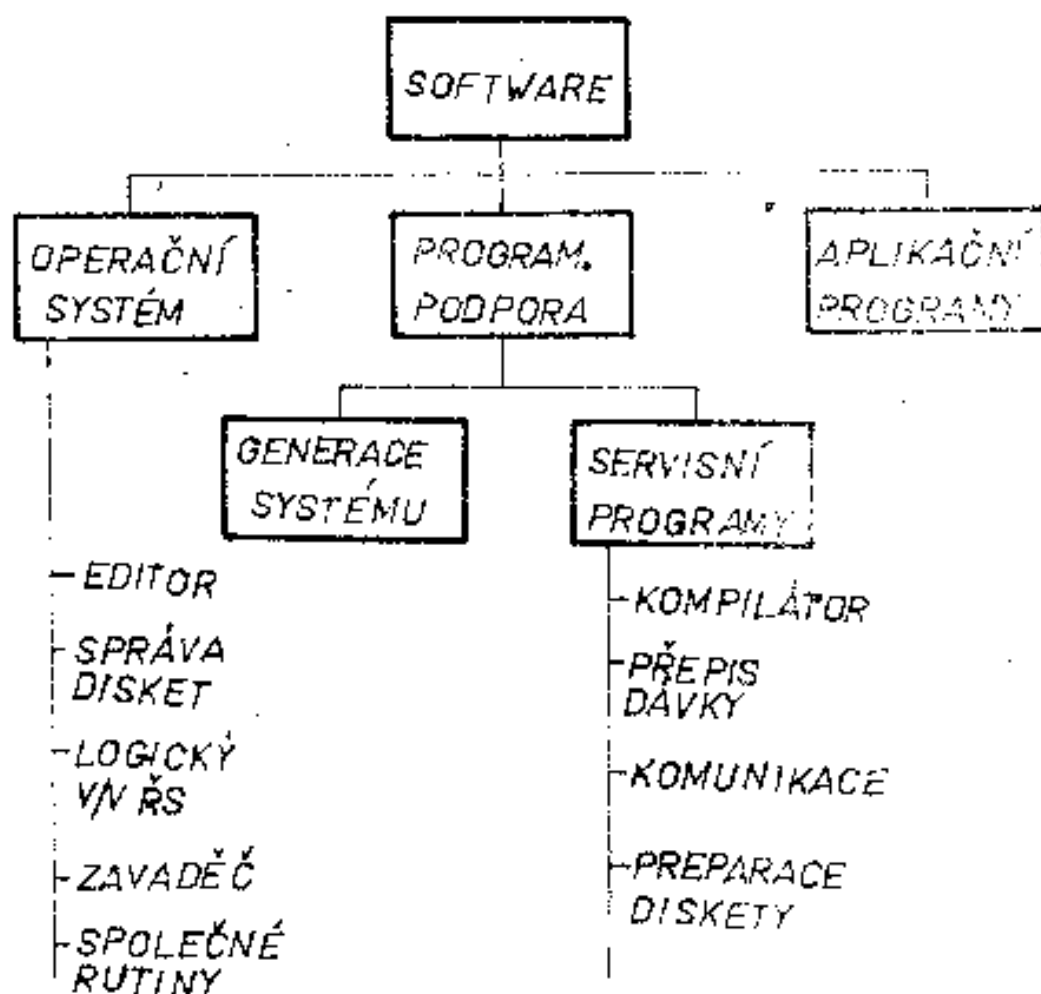 SOFTWARE
OPERAČNÍ
SYSTÉM
PROGRAM.
PODPORA
APLIKAČNÍ
PROGRAMY
GENERACE
SYSTÉMU
SERVISNÍ
PROGRAMY
EDITOR
SPRÁVA
DISKET
LOGICKÝ
V/V ŘS
ZAVADĚČ
SPOLEČNÉ
RUTINY
KOMPILÁTOR
PŘEPIS
DÁVKY
KOMUNIKACE
PREPARACE
DISKETY